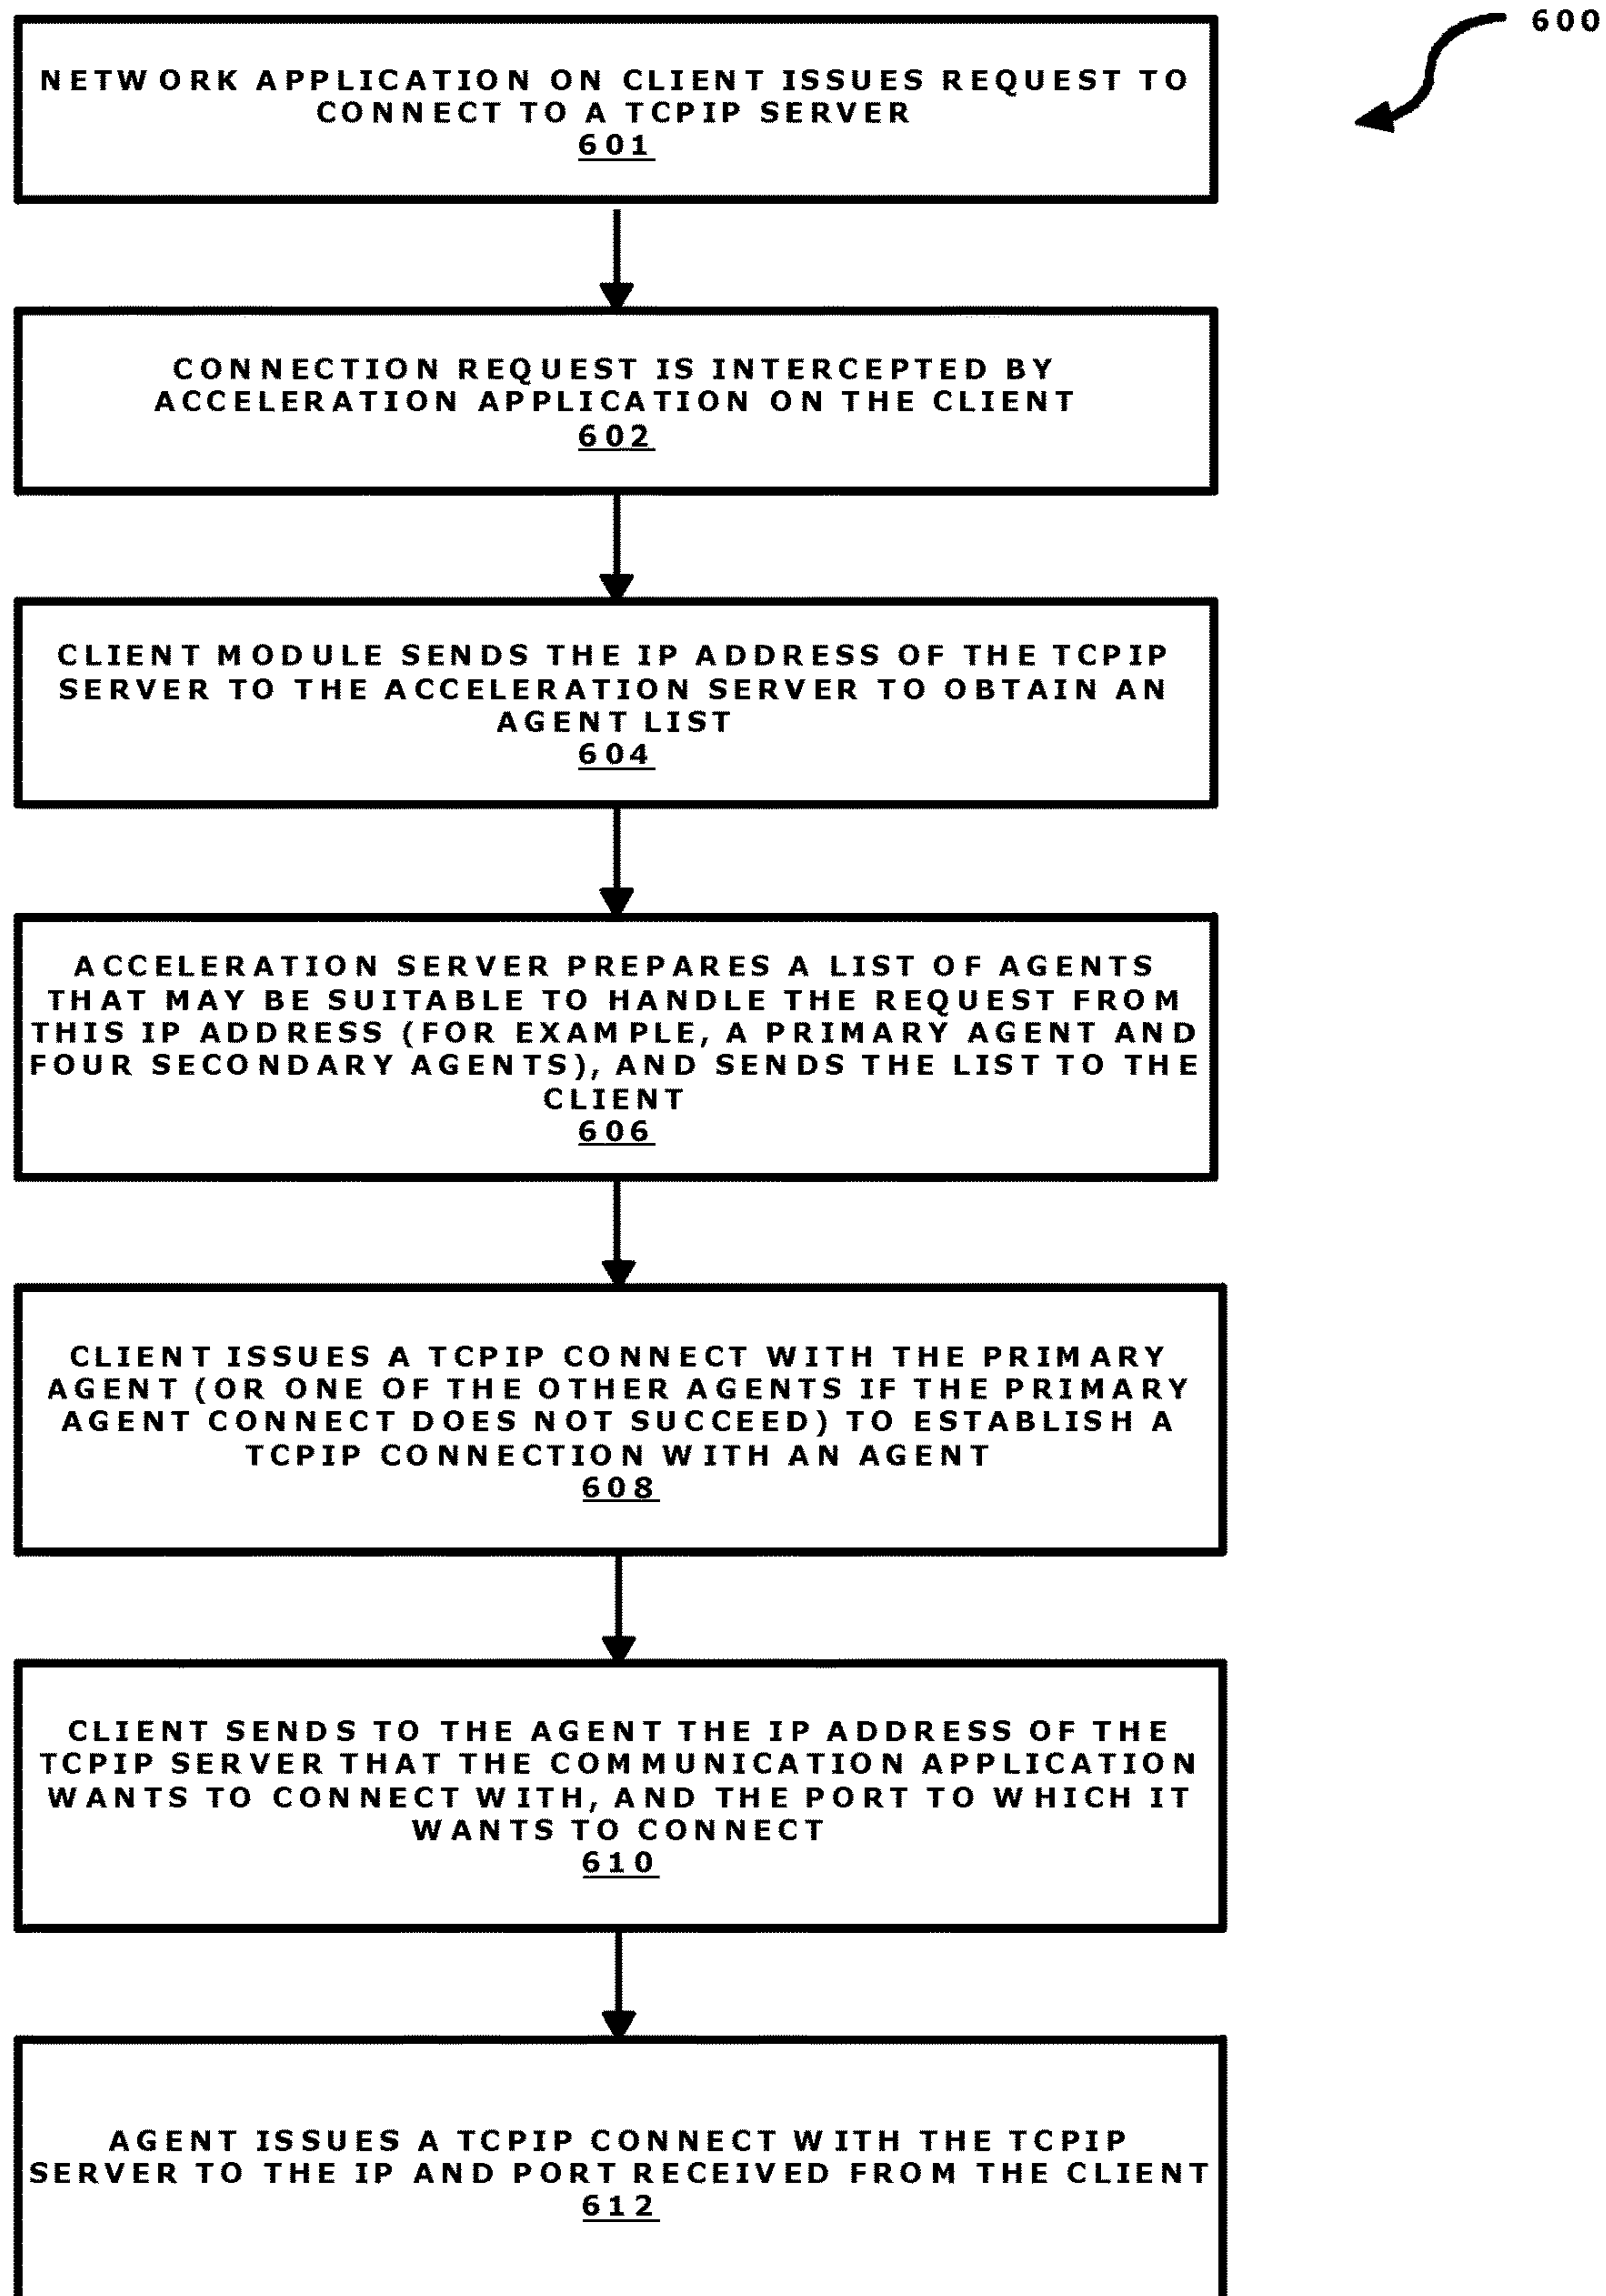 600
NETWORK APPLICATION ON CLIENT ISSUES REQUEST TO
CONNECT TO A TCPIP SERVER
601
CONNECTION REQUEST IS INTERCEPTED BY
ACCELERATION APPLICATION ON THE CLIENT
602
CLIENT MODULE SENDS THE IP ADDRESS OF THE TCPIP
SERVER TO THE ACCELERATION SERVER TO OBTAIN AN
AGENT LIST
604
ACCELERATION SERVER PREPARES A LIST OF AGENTS
THAT MAY BE SUITABLE TO HANDLE THE REQUEST FROM
THIS IP ADDRESS (FOR EXAMPLE, A PRIMARY AGENT AND
FOUR SECONDARY AGENTS), AND SENDS THE LIST TO THE
CLIENT
606
CLIENT ISSUES A TCPIP CONNECT WITH THE PRIMARY
AGENT (OR ONE OF THE OTHER AGENTS IF THE PRIMARY
AGENT CONNECT DOES NOT SUCCEED) TO ESTABLISH A
TCPIP CONNECTION WITH AN AGENT
608
CLIENT SENDS TO THE AGENT THE IP ADDRESS OF THE
TCPIP SERVER THAT THE COMMUNICATION APPLICATION
WANTS TO CONNECT WITH, AND THE PORT TO WHICH IT
WANTS TO CONNECT
610
AGENT ISSUES A TCPIP CONNECT WITH THE TCPIP
SERVER TO THE IP AND PORT RECEIVED FROM THE CLIENT
612